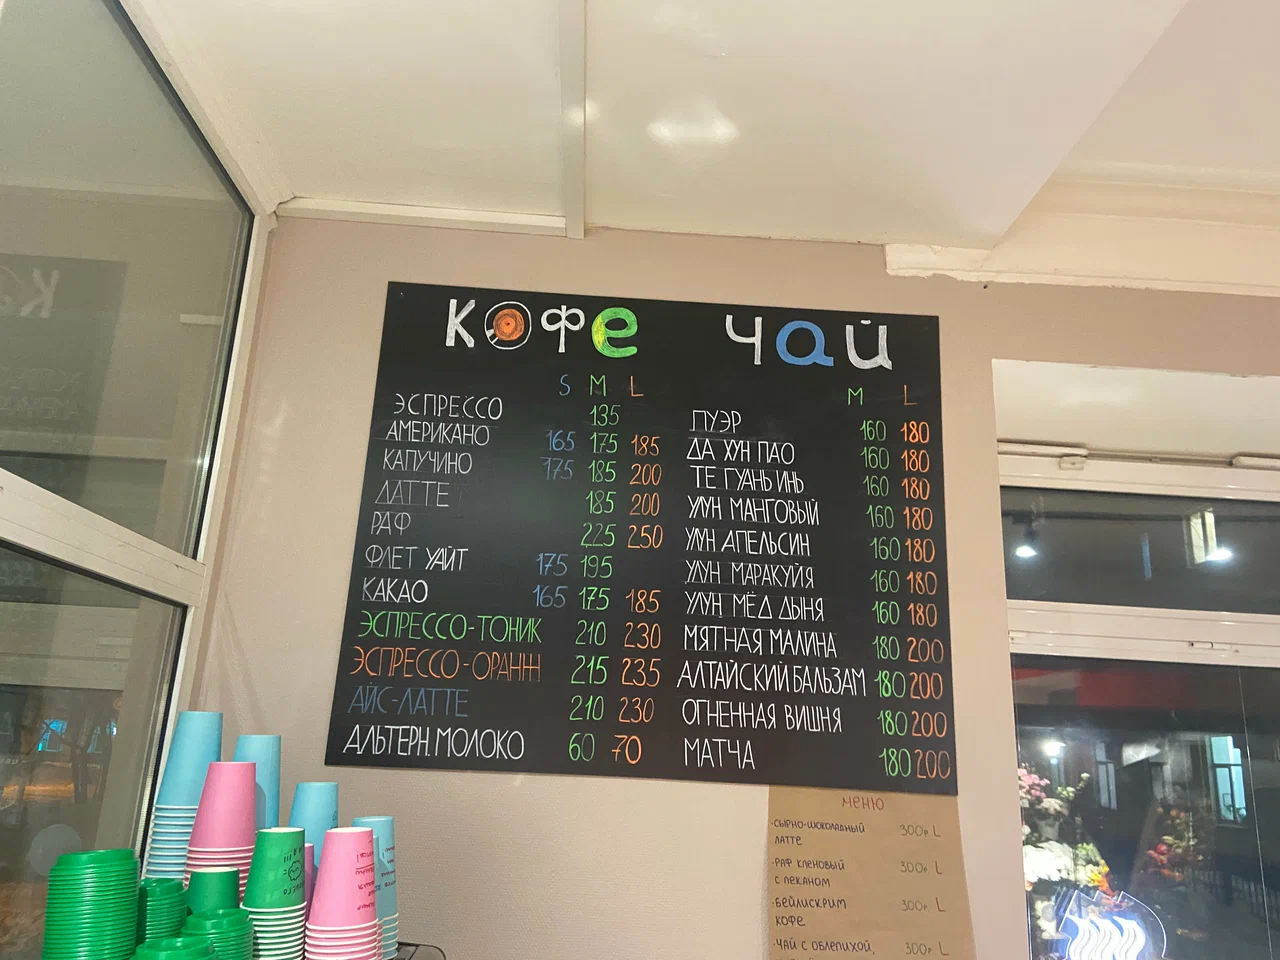 КОФЕ
S M L
ЭСПРЕССО 135
АМЕРИКАНО 165 175 185
КАПУЧИНО 175 185 200
ЛАТТЕ 185 200
РАФ 225 250
ФЛЕТ УАЙТ 175 195
КАКАО 165 175 185
ЭСПРЕССО-ТОНИК 210 230
ЭСПРЕССО-ОРАНЖ 215 235
АЙС-ЛАТТЕ 210 230
АЛЬТЕРН. МОЛОКО 60 70
ЧАЙ
M L
ПУЭР 160 180
ДА ХУН ПАО 160 180
ТЕ ГУАНЬ ИНЬ 160 180
УЛУН МАНГОВЫЙ 160 180
УЛУН АПЕЛЬСИН 160 180
УЛУН МАРАКУЙЯ 160 180
УЛУН МЁД ДЫНЯ 160 180
МЯТНАЯ МАЛИНА 180 200
АЛТАЙСКИЙ БАЛЬЗАМ 180 200
ОГНЕННАЯ ВИШНЯ 180 200
МАТЧА 180 200
МЕНЮ
·СЫРНО-ШОКОЛАДНЫЙ 300р L
ЛАТТЕ
·РАФ КЛЕНОВЫЙ 300р L
С ПЕКАНОМ
·БЕЙЛИСКРИМ 300р L
КОФЕ
·ЧАЙ С ОБЛЕПИХОЙ, 300р L